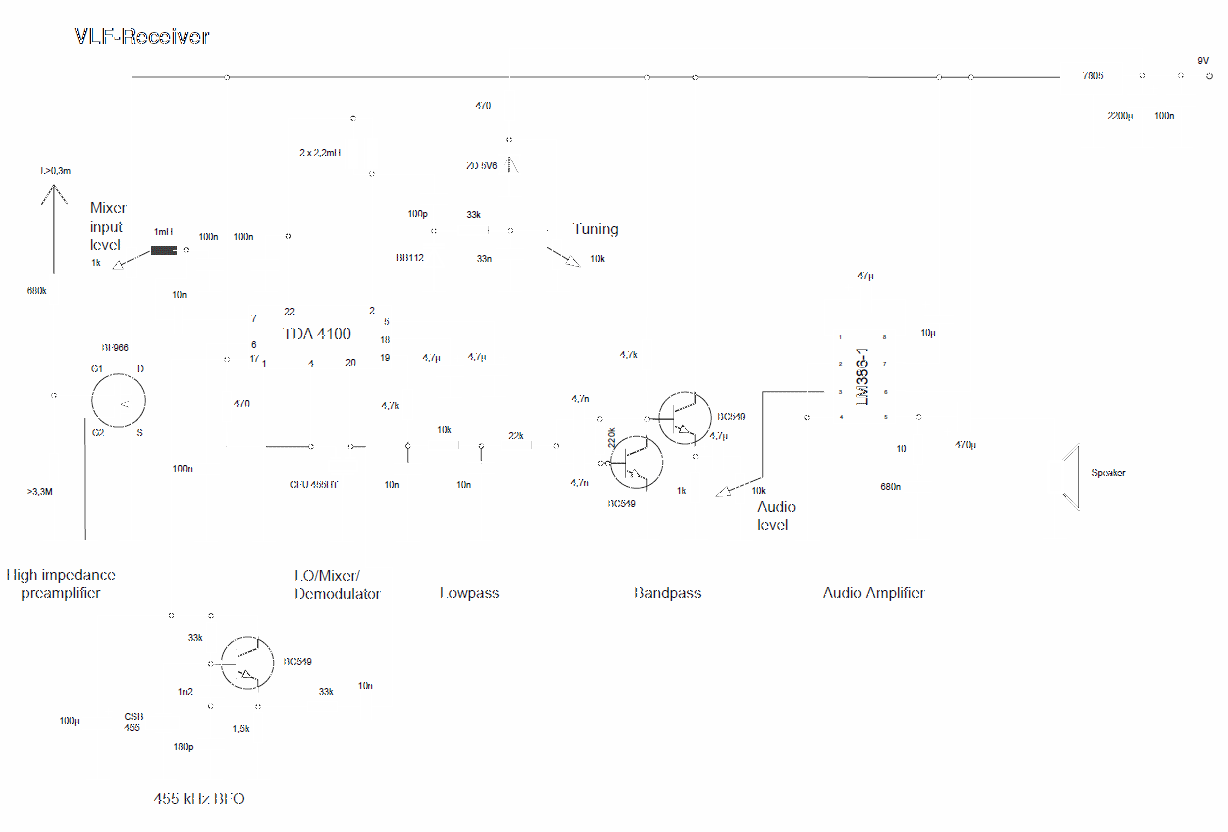 VLF-Receiver
9V
7805
470
2200µ
100n
2 x 2,2mH
ZD 5V6
L>0,3m
Mixer
input
level
1k
1mH
100n
100n
100p
33k
Tuning
BB112
33n
10k
680k
10n
47µ
7
22
2
5
TDA 4100
6
18
17
1
4
20
19
4,7µ
4,7µ
4,7k
1
8
10µ
2
7
LM386-1
3
6
4
5
BF966
G1
D
G2
S
470
4,7k
4,7n
BC549
4,7µ
10k
22k
220k
10
470µ
100n
CFU 455HT
10n
10n
4,7n
1k
10k
680n
Speaker
>3,3M
BC549
Audio
level
High impedance
preamplifier
LO/Mixer/
Demodulator
Lowpass
Bandpass
Audio Amplifier
33k
BC549
1n2
33k
10n
100µ
CSB
455
1,5k
180p
455 kHz BFO